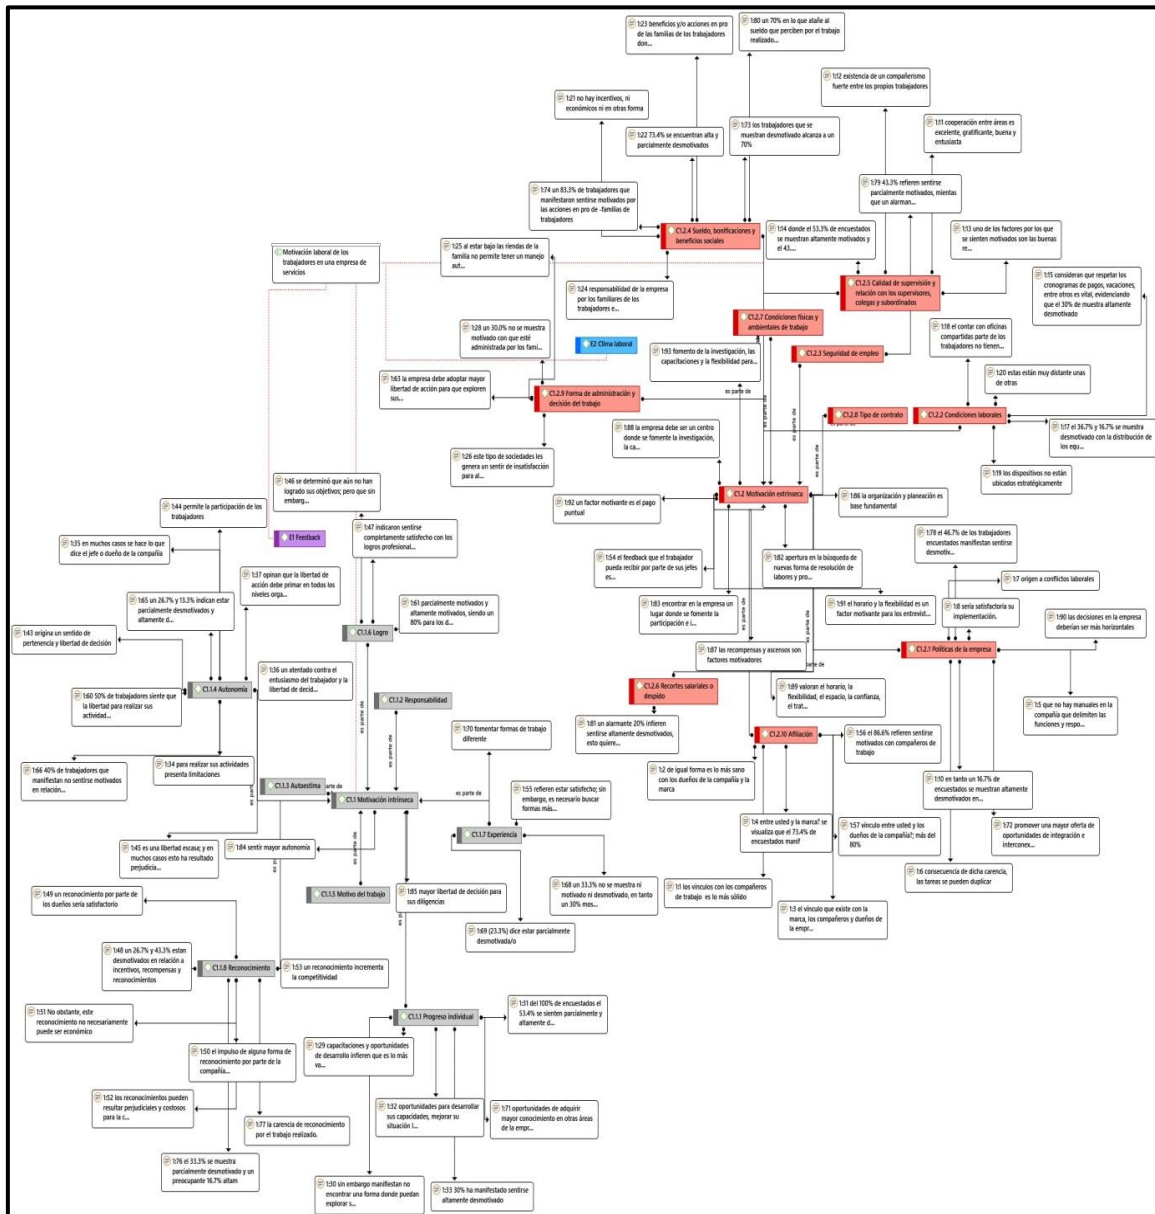 1:23 beneficios y/o acciones en pro
de las familias de los trabajadores
don...
1:80 un 70% en lo que atañe al
sueldo que perciben por el trabajo
realizado...
1:12 existencia de un compañerismo
fuerte entre los propios trabajadores
1:21 no hay incentivos, ni
económicos ni en otras forma
1:22 73.4% se encuentran alta y
parcialmente desmotivados
1:73 los trabajadores que se
muestran desmotivado alcanza a un
70%
1:11 cooperación entre áreas es
excelente, gratificante, buena y
entusiasta
1:74 un 83.3% de trabajadores que
manifestaron sentirse motivados por
las acciones en pro de -familias de
trabajadores
1:79 43.3% refieren sentirse
parcialmente motivados, mientas
que un alarman...
C1.2.4 Sueldo, bonificaciones y
beneficios sociales
1:14 donde el 53.3% de encuestados
se muestran altamente motivados y
el 43....
1:13 uno de los factores por los que
se sienten motivados son las buenas
re...
Motivación laboral de los
trabajadores en una empresa de
servicios
1:25 al estar bajo las riendas de la
familia no permite tener un manejo
aut...
1:24 responsabilidad de la empresa
por los familiares de los
trabajadores e...
C1.2.5 Calidad de supervisión y
relación con los supervisores,
colegas y subordinados
1:15 consideran que respetar los
cronogramas de pagos, vacaciones,
entre otros es vital, evidenciando
que el 30% de muestra altamente
desmotivado
C1.2.7 Condiciones físicas y
ambientales de trabajo
1:28 un 30.0% no se muestra
motivado con que esté
administrada por los fami...
E2 Clima laboral
1:93 fomento de la investigación, las
capacitaciones y la flexibilidad para...
C1.2.3 Seguridad de empleo
1:18 el contar con oficinas
compartidas parte de los
trabajadores no tienen...
1:63 la empresa debe adoptar mayor
libertad de acción para que exploren
sus...
C1.2.9 Forma de administración y
decisión del trabajo
es parte de
es parte de
1:20 estas están muy distante unas
de otras
C1.2.8 Tipo de contrato
C1.2.2 Condiciones laborales
es parte de
1:88 la empresa debe ser un centro
donde se fomente la investigación,
la ca...
1:17 el 36.7% y 16.7% se muestra
desmotivado con la distribución de
los equ...
1:26 este tipo de sociedades les
genera un sentir de insatisfacción
para al...
1:19 los dispositivos no están
ubicados estratégicamente
1:46 se determinó que aún no han
logrado sus objetivos; pero que sin
embarg...
1:44 permite la participación de los
trabajadores
1:92 un factor motivante es el pago
puntual
C1.2 Motivación extrínseca
1:86 la organización y planeación es
base fundamental
1:35 en muchos casos se hace lo que
dice el jefe o dueño de la compañía
E1 Feedback
1:47 indicaron sentirse
completamente satisfecho con los
logros profesional...
1:78 el 46.7% de los trabajadores
encuestados manifiestan sentirse
desmotiv...
1:54 el feedback que el trabajador
pueda recibir por parte de sus jefes
es...
1:82 apertura en la búsqueda de
nuevas forma de resolución de
labores y pro...
1:7 origen a conflictos laborales
1:37 opinan que la libertad de
acción debe primar en todos los
niveles orga...
1:65 un 26.7% y 13.3% indican estar
parcialmente desmotivados y
altamente d...
1:61 parcialmente motivados y
altamente motivados, siendo un
80% para los d...
1:83 encontrar en la empresa un
lugar donde se fomente la
participación e i...
1:91 el horario y la flexibilidad es un
factor motivante para los entrevist...
1:8 sería satisfactoria su
implementación.
1:90 las decisiones en la empresa
deberían ser más horizontales
1:43 origina un sentido de
pertenencia y libertad de decisión
C1.1.6 Logro
1:87 las recompensas y ascensos son
factores motivadores
C1.2.1 Políticas de la empresa
1:36 un atentado contra el
entusiasmo del trabajador y la
libertad de decid...
C1.1.4 Autonomía
C1.2.6 Recortes salariales o
despido
1:89 valoran el horario, la
flexibilidad, el espacio, la confianza,
el trat...
1:60 50% de trabajadores siente que
la libertad para realizar sus
actividad...
C1.1.2 Responsabilidad
1:5 que no hay manuales en la
compañía que delimiten las
funciones y respo...
1:81 un alarmante 20% infieren
sentirse altamente desmotivados,
esto quiere...
1:70 fomentar formas de trabajo
diferente
C1.2.10 Afiliación
1:56 el 86.6% refieren sentirse
motivados con compañeros de
trabajo
1:66 40% de trabajadores que
manifiestan no sentirse motivados
en relación...
1:34 para realizar sus actividades
presenta limitaciones
1:2 de igual forma es lo más sano
con los dueños de la compañía y la
marca
C1.1.3 Autoestima
1:10 en tanto un 16.7% de
encuestados se muestran altamente
desmotivados en...
C1.1 Motivación intrínseca
es parte de
1:55 refieren estar satisfecho; sin
embargo, es necesario buscar
formas más...
1:4 entre usted y la marca? se
visualiza que el 73.4% de
encuestados manif
1:57 vínculo entre usted y los
dueños de la compañía?; más del
80%
1:72 promover una mayor oferta de
oportunidades de integración e
interconex...
C1.1.7 Experiencia
1:45 es una libertad escasa; y en
muchos casos esto ha resultado
perjudicia...
1:84 sentir mayor autonomía
1:6 consecuencia de dicha carencia,
las tareas se pueden duplicar
C1.1.5 Motivo del trabajo
1:85 mayor libertad de decisión para
sus diligencias
1:68 un 33.3% no se muestra ni
motivado ni desmotivado, en tanto
un 30% mos...
1:1 los vínculos con los compañeros
de trabajo es lo más sólido
1:49 un reconocimiento por parte
de los dueños sería satisfactorio
1:3 el vínculo que existe con la
marca, los compañeros y dueños de
la empr...
1:69 (23.3%) dice estar parcialmente
desmotivada/o
1:48 un 26.7% y 43.3% estan
desmotivados en relación a
incentivos, recompensas y
reconocimientos
C1.1.8 Reconocimiento
1:53 un reconocimiento incrementa
la competitividad
1:51 No obstante, este
reconocimiento no necesariamente
puede ser económico
C1.1.1 Progreso individual
1:31 del 100% de encuestados el
53.4% se sienten parcialmente y
altamente d...
1:29 capacitaciones y oportunidades
de desarrollo infieren que es lo más
va...
1:50 el impulso de alguna forma de
reconocimiento por parte de la
compañía...
1:52 los reconocimientos pueden
resultar perjudiciales y costosos
para la c...
1:32 oportunidades para desarrollar
sus capacidades, mejorar su
situación l...
1:71 oportunidades de adquirir
mayor conocimiento en otras áreas
de la empr...
1:77 la carencia de reconocimiento
por el trabajo realizado.
1:76 el 33.3% se muestra
parcialmente desmotivado y un
preocupante 16.7% altam
1:30 sin embargo manifiestan no
encontrar una forma donde puedan
explorar s...
1:33 30% ha manifestado sentirse
altamente desmotivado